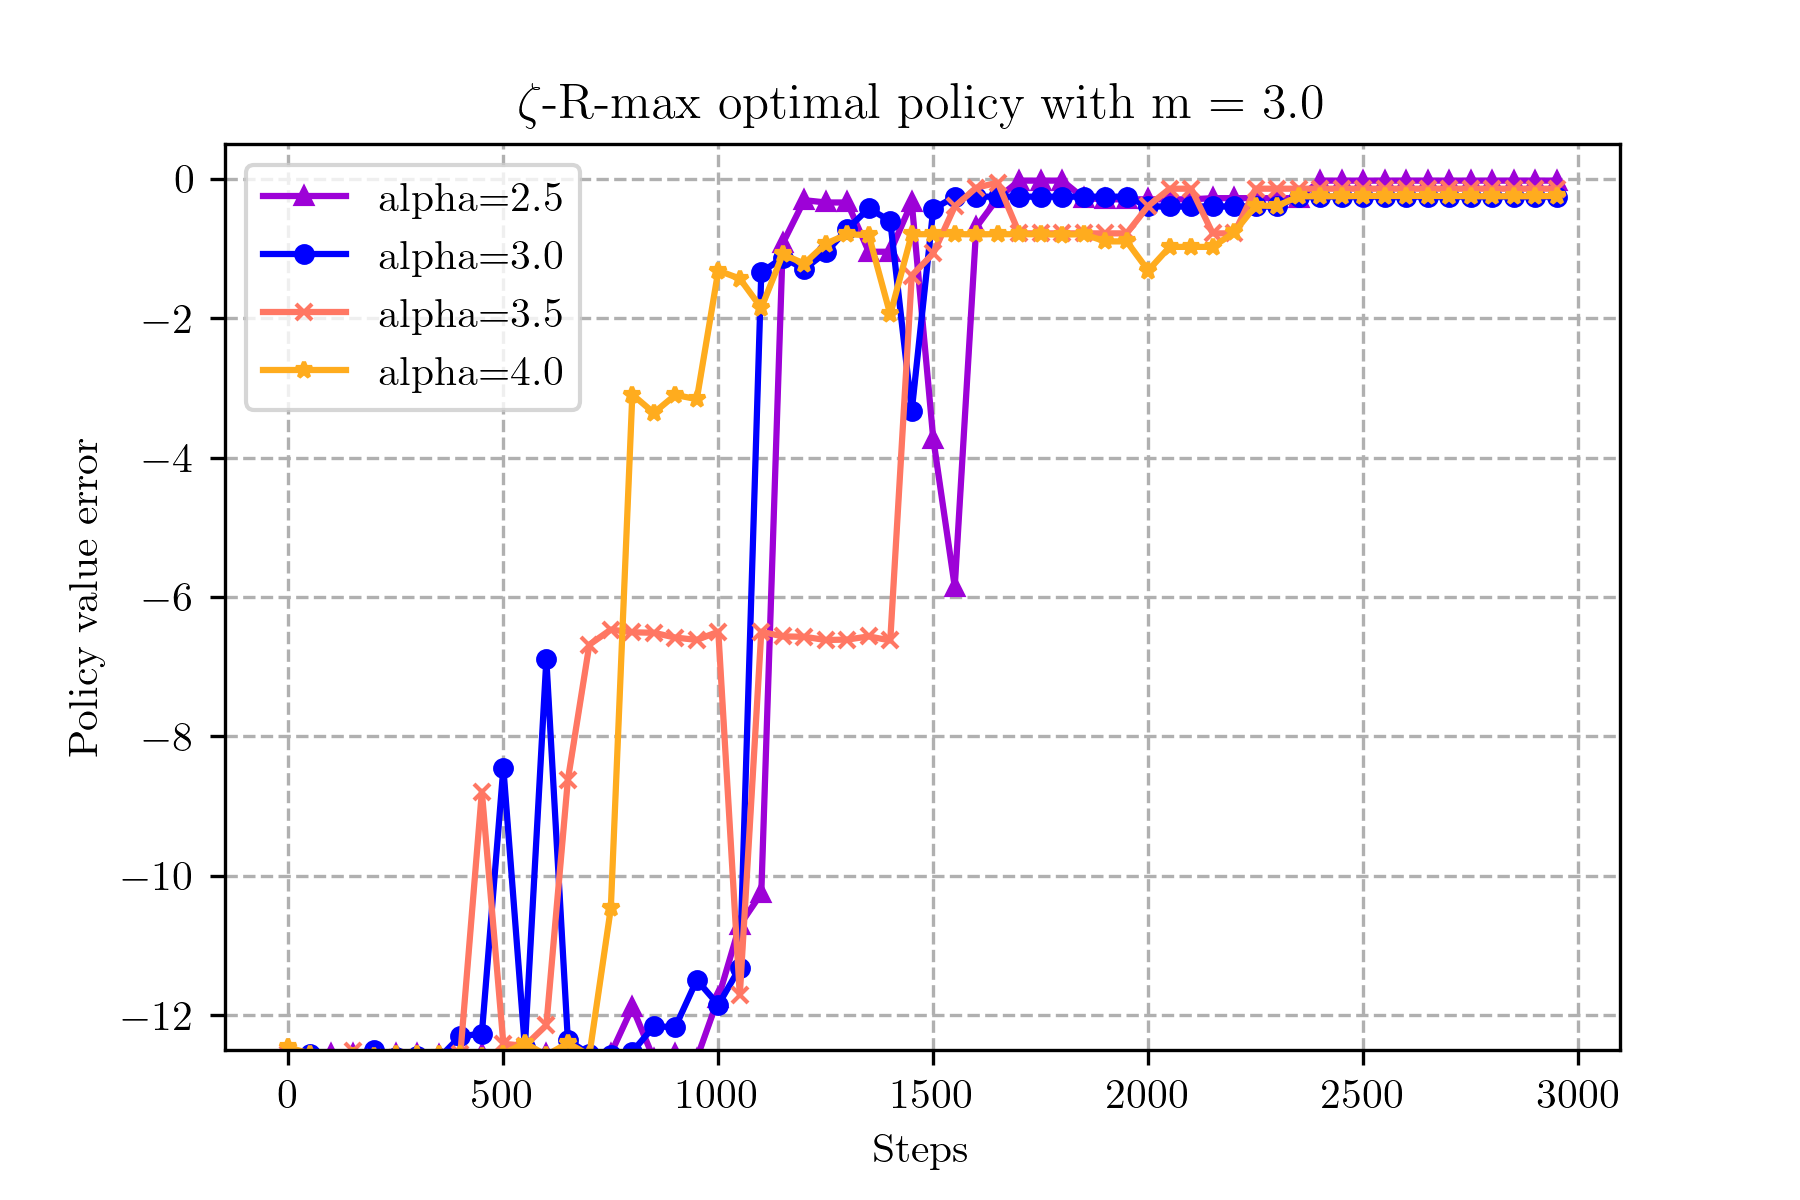 ζ-R-max optimal policy with m = 3.0
alpha=2.5
alpha=3.0
alpha=3.5
alpha=4.0
Policy value error
0
−2
−4
−6
−8
−10
−12
0 500 1000 1500 2000 2500 3000
Steps